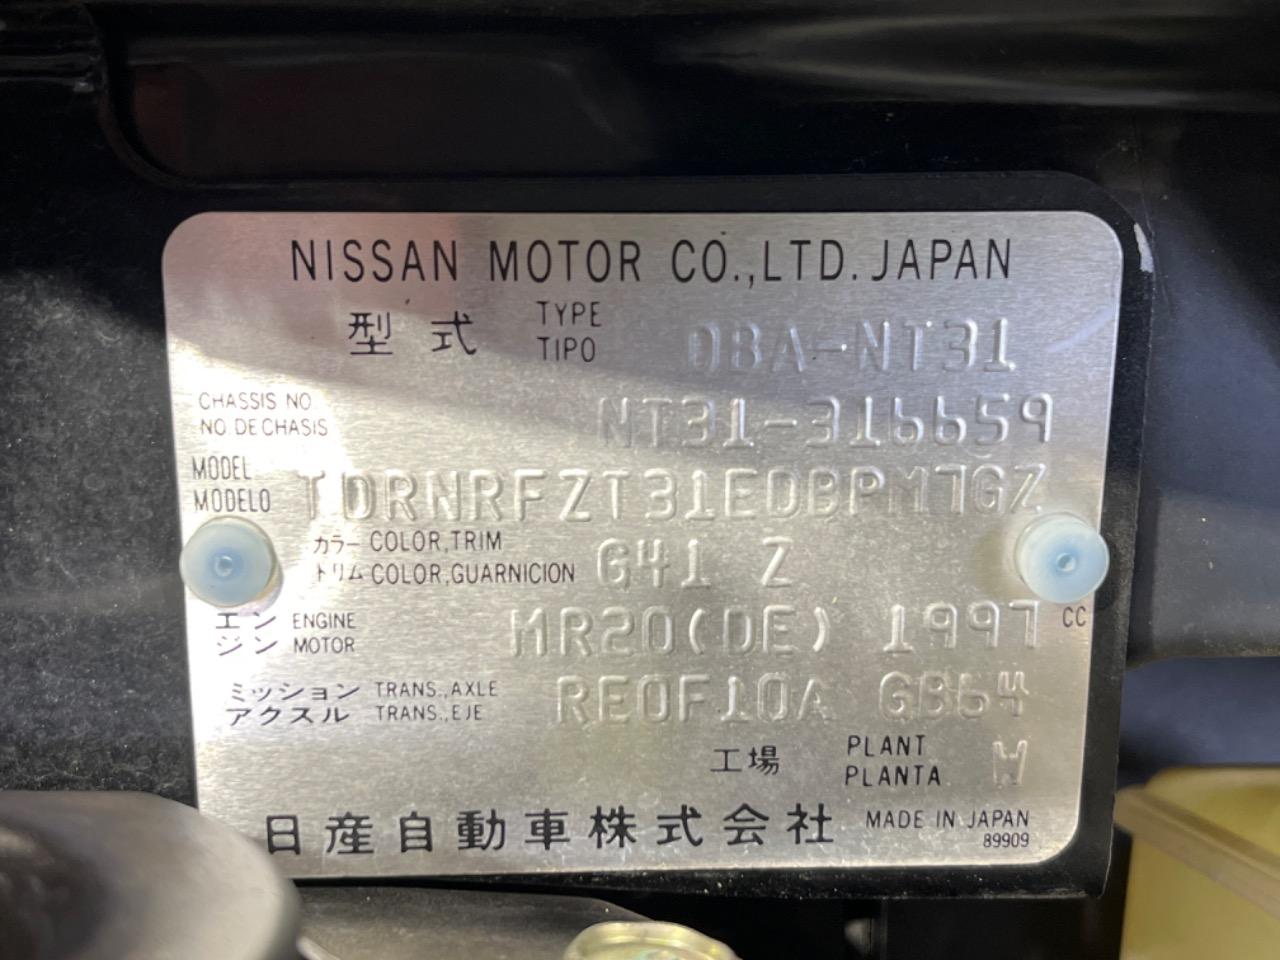 NISSAN MOTOR CO.,LTD. JAPAN
型式 TYPE TIPO DBA-NT31
CHASSIS NO. NO. DE CHASIS NT31-316659
MODEL MODELO TDRNRFZT31EDBPM7GZ
カラー COLOR,TRIM
トリム COLOR,GUARNICION G41 Z
エンジン ENGINE MOTOR MR20(DE) 1997 CC
ミッション TRANS.,AXLE
アクスル TRANS.,EJE RE0F10A GB64
工場 PLANT PLANTA W
日産自動車株式会社 MADE IN JAPAN
89909